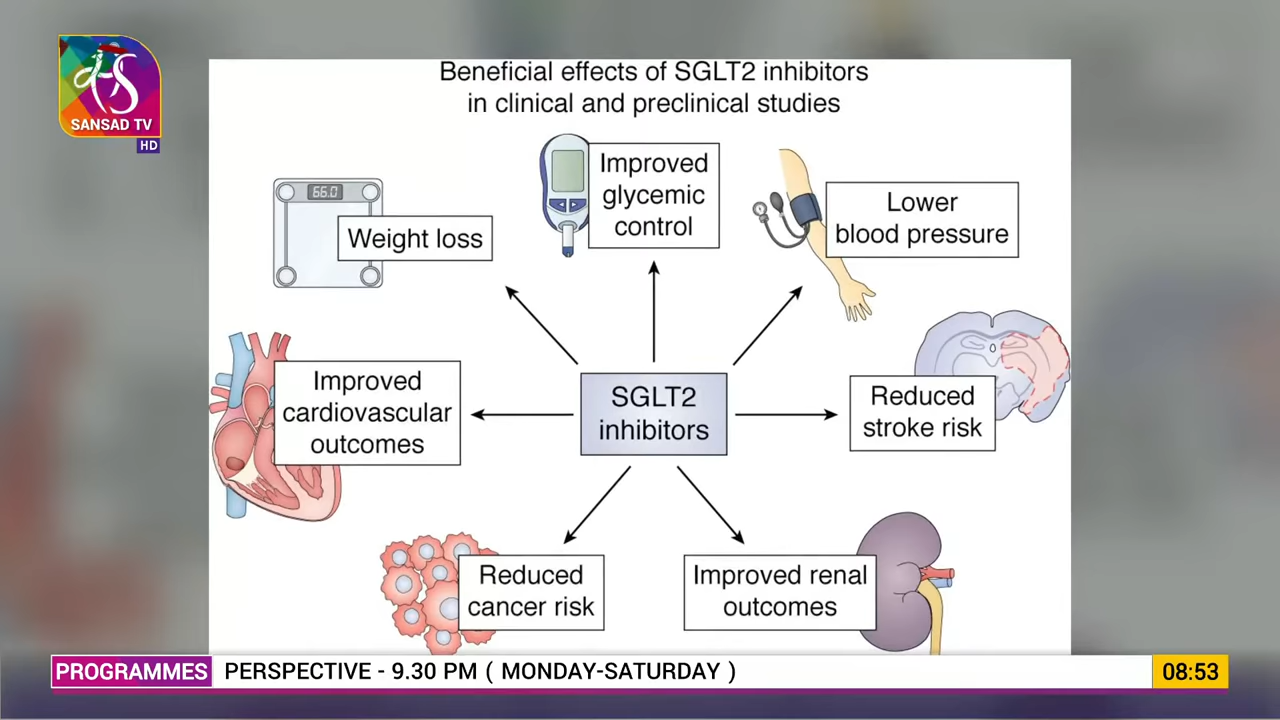 SANSAD TV
HD
Beneficial effects of SGLT2 inhibitors
in clinical and preclinical studies
66.0
Weight loss
Improved
glycemic
control
Lower
blood pressure
Improved
cardiovascular
outcomes
SGLT2
inhibitors
Reduced
stroke risk
Reduced
cancer risk
Improved renal
outcomes
PROGRAMMES
PERSPECTIVE - 9.30 PM ( MONDAY-SATURDAY )
08:53